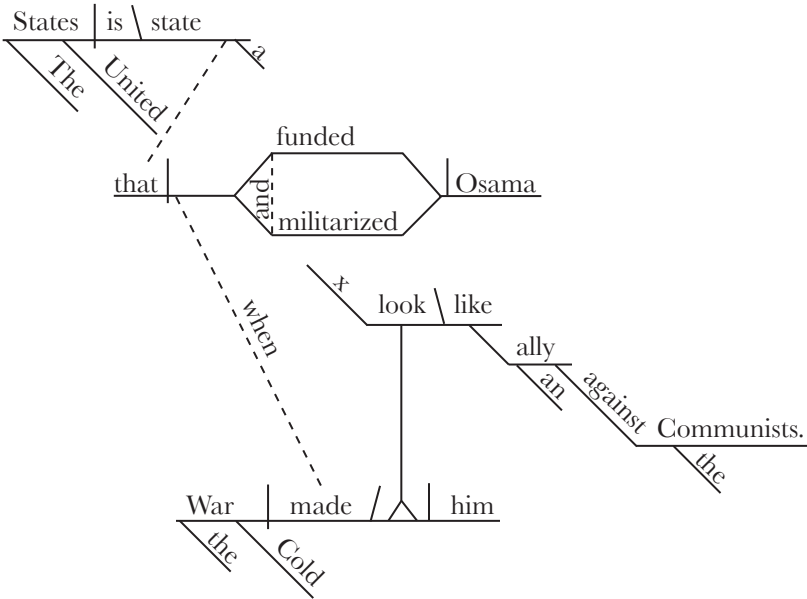 States is state
The United a
funded
that and Osama
militarized
x
look like
when
ally
an against
Communists.
the
War made him
the Cold